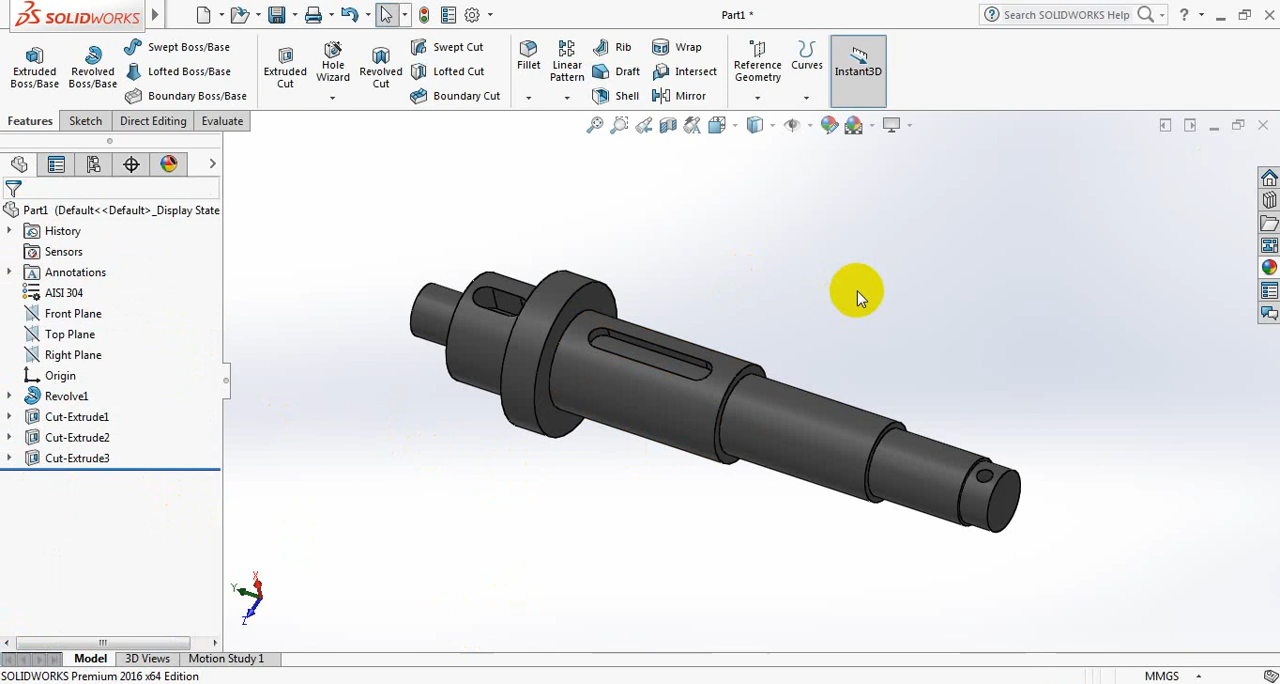 SOLIDWORKS
Part1 *
Search SOLIDWORKS Help
?
Extruded Boss/Base
Revolved Boss/Base
Swept Boss/Base
Lofted Boss/Base
Boundary Boss/Base
Extruded Cut
Hole Wizard
Revolved Cut
Swept Cut
Lofted Cut
Boundary Cut
Fillet
Linear Pattern
Rib
Draft
Shell
Wrap
Intersect
Mirror
Reference Geometry
Curves
Instant3D
Features
Sketch
Direct Editing
Evaluate
Part1 (Default<<Default>_Display State
History
Sensors
Annotations
AISI 304
Front Plane
Top Plane
Right Plane
Origin
Revolve1
Cut-Extrude1
Cut-Extrude2
Cut-Extrude3
X
Y
Z
Model
3D Views
Motion Study 1
SOLIDWORKS Premium 2016 x64 Edition
MMGS